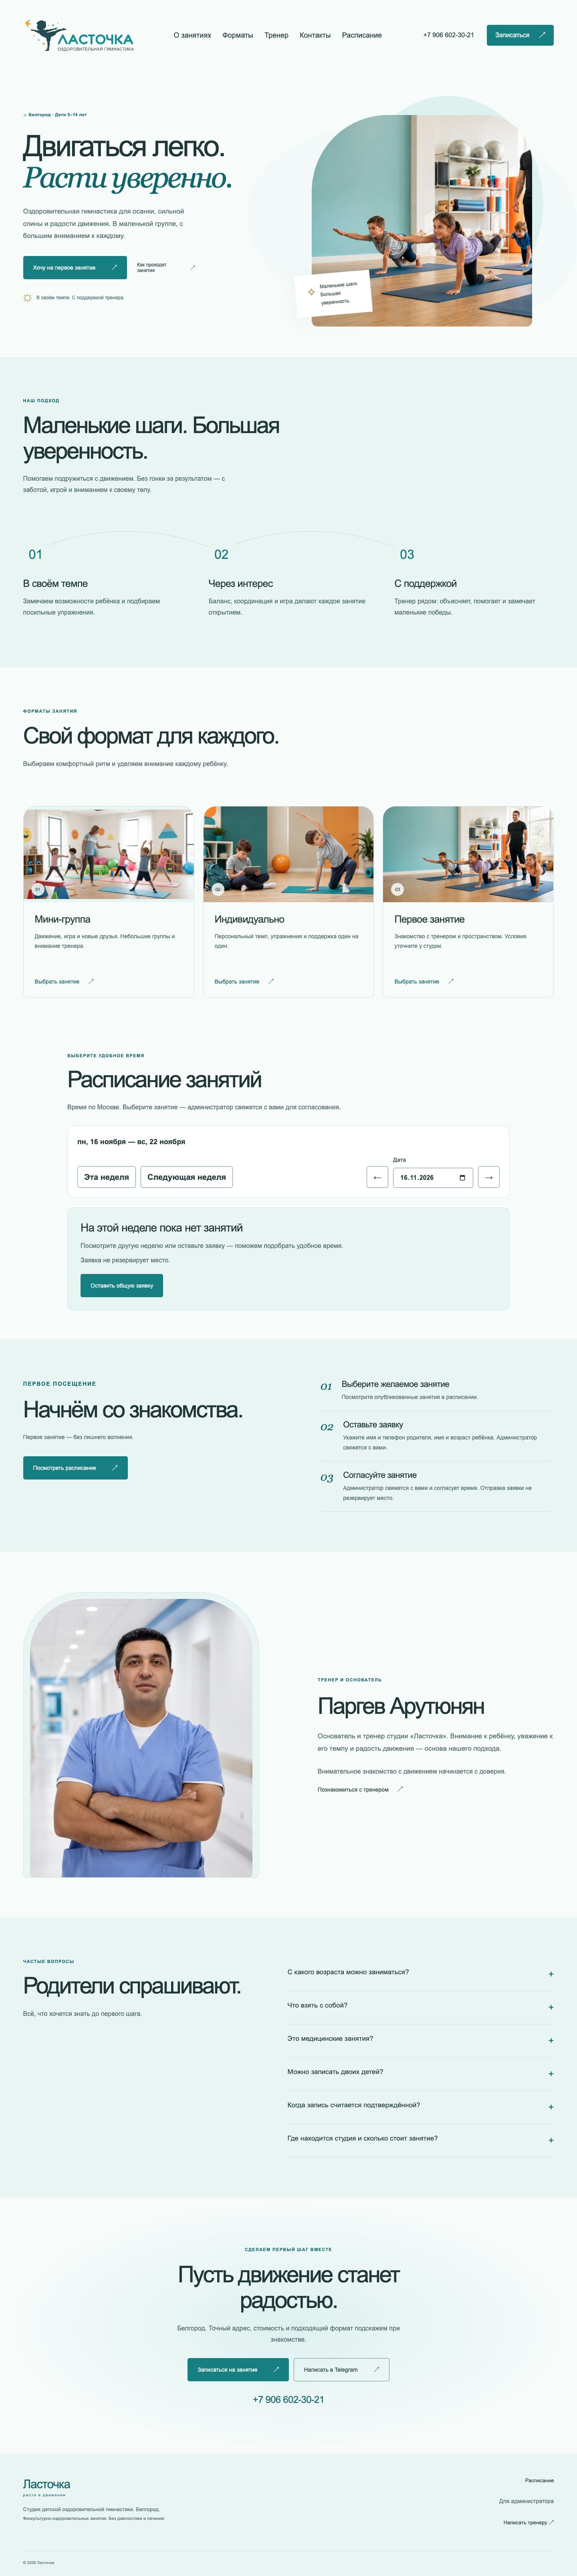 ЛАСТОЧКА
ОЗДОРОВИТЕЛЬНАЯ ГИМНАСТИКА
О занятиях
Форматы
Тренер
Контакты
Расписание
+7 906 602-30-21
Записаться
Белгород · Дети 5–14 лет
Двигаться легко.
Расти уверенно.
Оздоровительная гимнастика для осанки, сильной
спины и радости движения. В маленькой группе, с
большим вниманием к каждому.
Хочу на первое занятие
Как проходят
занятия
В своём темпе. С поддержкой тренера.
Маленькие шаги.
Большая
уверенность.
НАШ ПОДХОД
Маленькие шаги. Большая
уверенность.
Помогаем подружиться с движением. Без гонки за результатом — с
заботой, игрой и вниманием к своему телу.
01
02
03
В своём темпе
Замечаем возможности ребёнка и подбираем
посильные упражнения.
Через интерес
Баланс, координация и игра делают каждое занятие
открытием.
С поддержкой
Тренер рядом: объясняет, помогает и замечает
маленькие победы.
ФОРМАТЫ ЗАНЯТИЙ
Свой формат для каждого.
Выбираем комфортный ритм и уделяем внимание каждому ребёнку.
01
Мини-группа
Движение, игра и новые друзья. Небольшие группы и
внимание тренера.
Выбрать занятие
02
Индивидуально
Персональный темп, упражнения и поддержка один на
один.
Выбрать занятие
03
Первое занятие
Знакомство с тренером и пространством. Условия
уточните у студии.
Выбрать занятие
ВЫБЕРИТЕ УДОБНОЕ ВРЕМЯ
Расписание занятий
Время по Москве. Выберите занятие — администратор свяжется с вами для согласования.
пн, 16 ноября — вс, 22 ноября
Эта неделя
Следующая неделя
←
Дата
16.11.2026
→
На этой неделе пока нет занятий
Посмотрите другую неделю или оставьте заявку — поможем подобрать удобное время.
Заявка не резервирует место.
Оставить общую заявку
ПЕРВОЕ ПОСЕЩЕНИЕ
Начнём со знакомства.
Первое занятие — без лишнего волнения.
Посмотреть расписание
01
Выберите желаемое занятие
Посмотрите опубликованные занятия в расписании.
02
Оставьте заявку
Укажите имя и телефон родителя, имя и возраст ребёнка. Администратор
свяжется с вами.
03
Согласуйте занятие
Администратор свяжется с вами и согласует время. Отправка заявки не
резервирует место.
ТРЕНЕР И ОСНОВАТЕЛЬ
Паргев Арутюнян
Основатель и тренер студии «Ласточка». Внимание к ребёнку, уважение к
его темпу и радость движения — основа нашего подхода.
Внимательное знакомство с движением начинается с доверия.
Познакомиться с тренером
ЧАСТЫЕ ВОПРОСЫ
Родители спрашивают.
Всё, что хочется знать до первого шага.
С какого возраста можно заниматься?
+
Что взять с собой?
+
Это медицинские занятия?
+
Можно записать двоих детей?
+
Когда запись считается подтверждённой?
+
Где находится студия и сколько стоит занятие?
+
СДЕЛАЕМ ПЕРВЫЙ ШАГ ВМЕСТЕ
Пусть движение станет
радостью.
Белгород. Точный адрес, стоимость и подходящий формат подскажем при
знакомстве.
Записаться на занятие
Написать в Telegram
+7 906 602-30-21
Ласточка
расти в движении
Студия детской оздоровительной гимнастики. Белгород.
Физкультурно-оздоровительные занятия. Без диагностики и лечения.
Расписание
Для администратора
Написать тренеру
© 2026 Ласточка